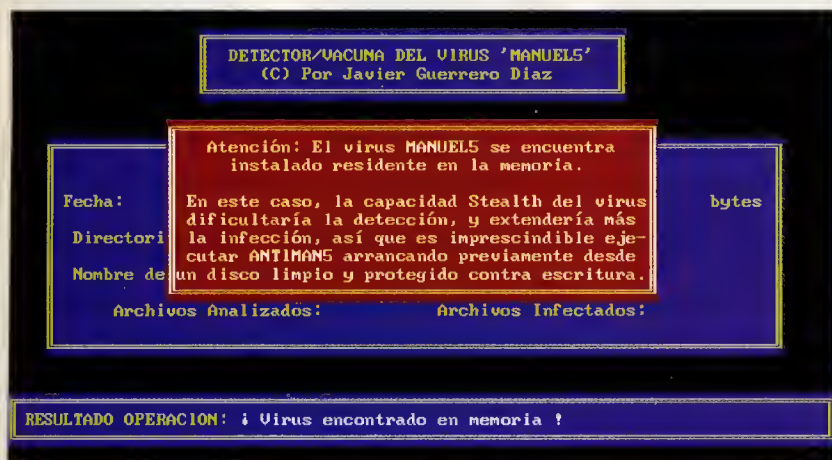 DETECTOR/VACUNA DEL VIRUS 'MANUEL5'
(C) Por Javier Guerrero Diaz
Atención: El virus MANUEL5 se encuentra
instalado residente en la memoria.
En este caso, la capacidad Stealth del virus
dificultaría la detección, y extendería más
la infección, así que es imprescindible eje-
cutar ANTIMAN5 arrancando previamente desde
un disco limpio y protegido contra escritura.
Fecha:
bytes
Directori
Nombre de
Archivos Analizados:
Archivos Infectados:
RESULTADO OPERACION: ¡ Virus encontrado en memoria !